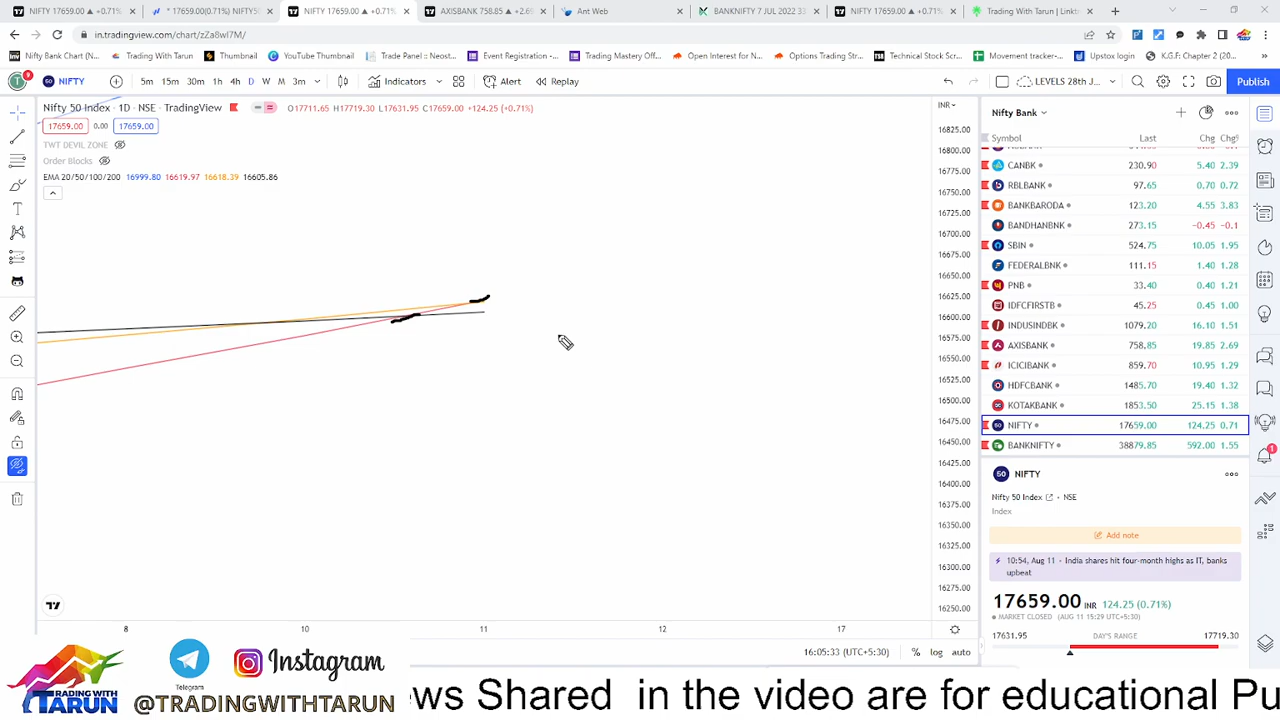 NIFTY 17659.00 ▲ +0.71%
* 17659(0.71%) NIFTY50
NIFTY 17659.00 ▲ +0.71%
AXISBANK 758.85 ▲ +2.69
Ant Web
BANKNIFTY 7 JUL 2022 33
NIFTY 17659.00 ▲ +0.71%
Trading With Tarun | Linkt
in.tradingview.com/chart/zZa8wI7M/
Nifty Bank Chart (N...
Trading With Tarun
Thumbnail
YouTube Thumbnail
Trade Panel :: Nest...
Event Registration -...
Trading Mastery Off...
Open Interest for N...
Options Trading Str...
Technical Stock Scr...
Movement tracker-...
Upstox login
K.G.F: Chapter 2 (20...
9
NIFTY
5m 15m 30m 1h 4h D W M 3m
Indicators
Alert
Replay
LEVELS 28th J...
Publish
Nifty 50 Index · 1D · NSE · TradingView
O17711.65 H17719.30 L17631.95 C17659.00 +124.25 (+0.71%)
INR
17659.00 0.00 17659.00
TWT DEVIL ZONE
Order Blocks
EMA 20/50/100/200 16999.80 16619.97 16618.39 16605.86
16825.00
16800.00
16775.00
16750.00
16725.00
16700.00
16675.00
16650.00
16625.00
16600.00
16575.00
16550.00
16525.00
16500.00
16475.00
16450.00
16425.00
16400.00
16375.00
16350.00
16325.00
16300.00
16275.00
16250.00
8 10 11 12 17
16:05:33 (UTC+5:30) % log auto
Nifty Bank
Symbol Last Chg Chg%
CANBK 230.90 5.40 2.39
RBLBANK 97.65 0.70 0.72
BANKBARODA 123.20 4.55 3.83
BANDHANBNK 273.15 −0.45 −0.1
SBIN 524.75 10.05 1.95
FEDERALBNK 111.15 1.40 1.28
PNB 33.40 0.40 1.21
IDFCFIRSTB 45.25 0.45 1.00
INDUSINDBK 1079.20 16.10 1.51
AXISBANK 758.85 19.85 2.69
ICICIBANK 859.70 10.95 1.29
HDFCBANK 1485.70 19.40 1.32
KOTAKBANK 1853.50 25.15 1.38
NIFTY 17659.00 124.25 0.71
BANKNIFTY 38879.85 592.00 1.55
1
50 NIFTY
Nifty 50 Index · NSE
Index
Add note
10:54, Aug 11 · India shares hit four-month highs as IT, banks
upbeat
17659.00 INR 124.25 (0.71%)
MARKET CLOSED (AUG 11 15:29 UTC+5:30)
17631.95 DAY'S RANGE 17719.30
TRADING WITH
TARUN
Telegram
Instagram
@TRADINGWITHTARUN
ws Shared in the video are for educational Pu